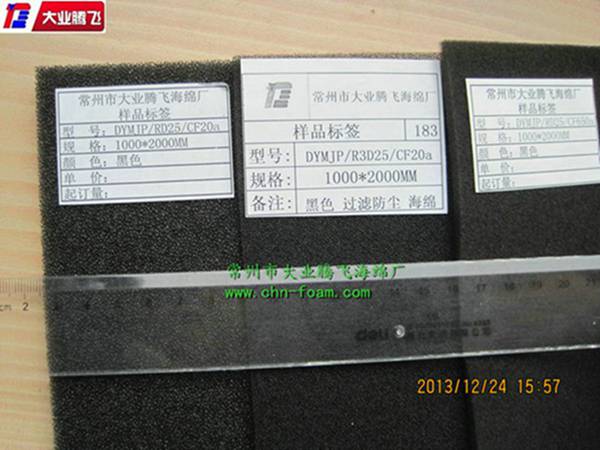 大业腾飞
常州市大业腾飞海绵厂
样品标签
型 号: DYMJP/RD25/CF20a
规 格: 1000*2000MM
颜 色: 黑色
单 价:
起订量:
常州市大业腾飞海绵厂
样品标签 183
型号: DYMJP/R3D25/CF20a
规格: 1000*2000MM
备注: 黑色 过滤防尘 海绵
常州市大业腾飞海绵厂
样品标签
规 格: 1000*2000MM
颜 色: 黑色
单 价:
起订量:
常州市大业腾飞海绵厂
www.chn-foam.com
cm 2
deli
2013/12/24 15:57